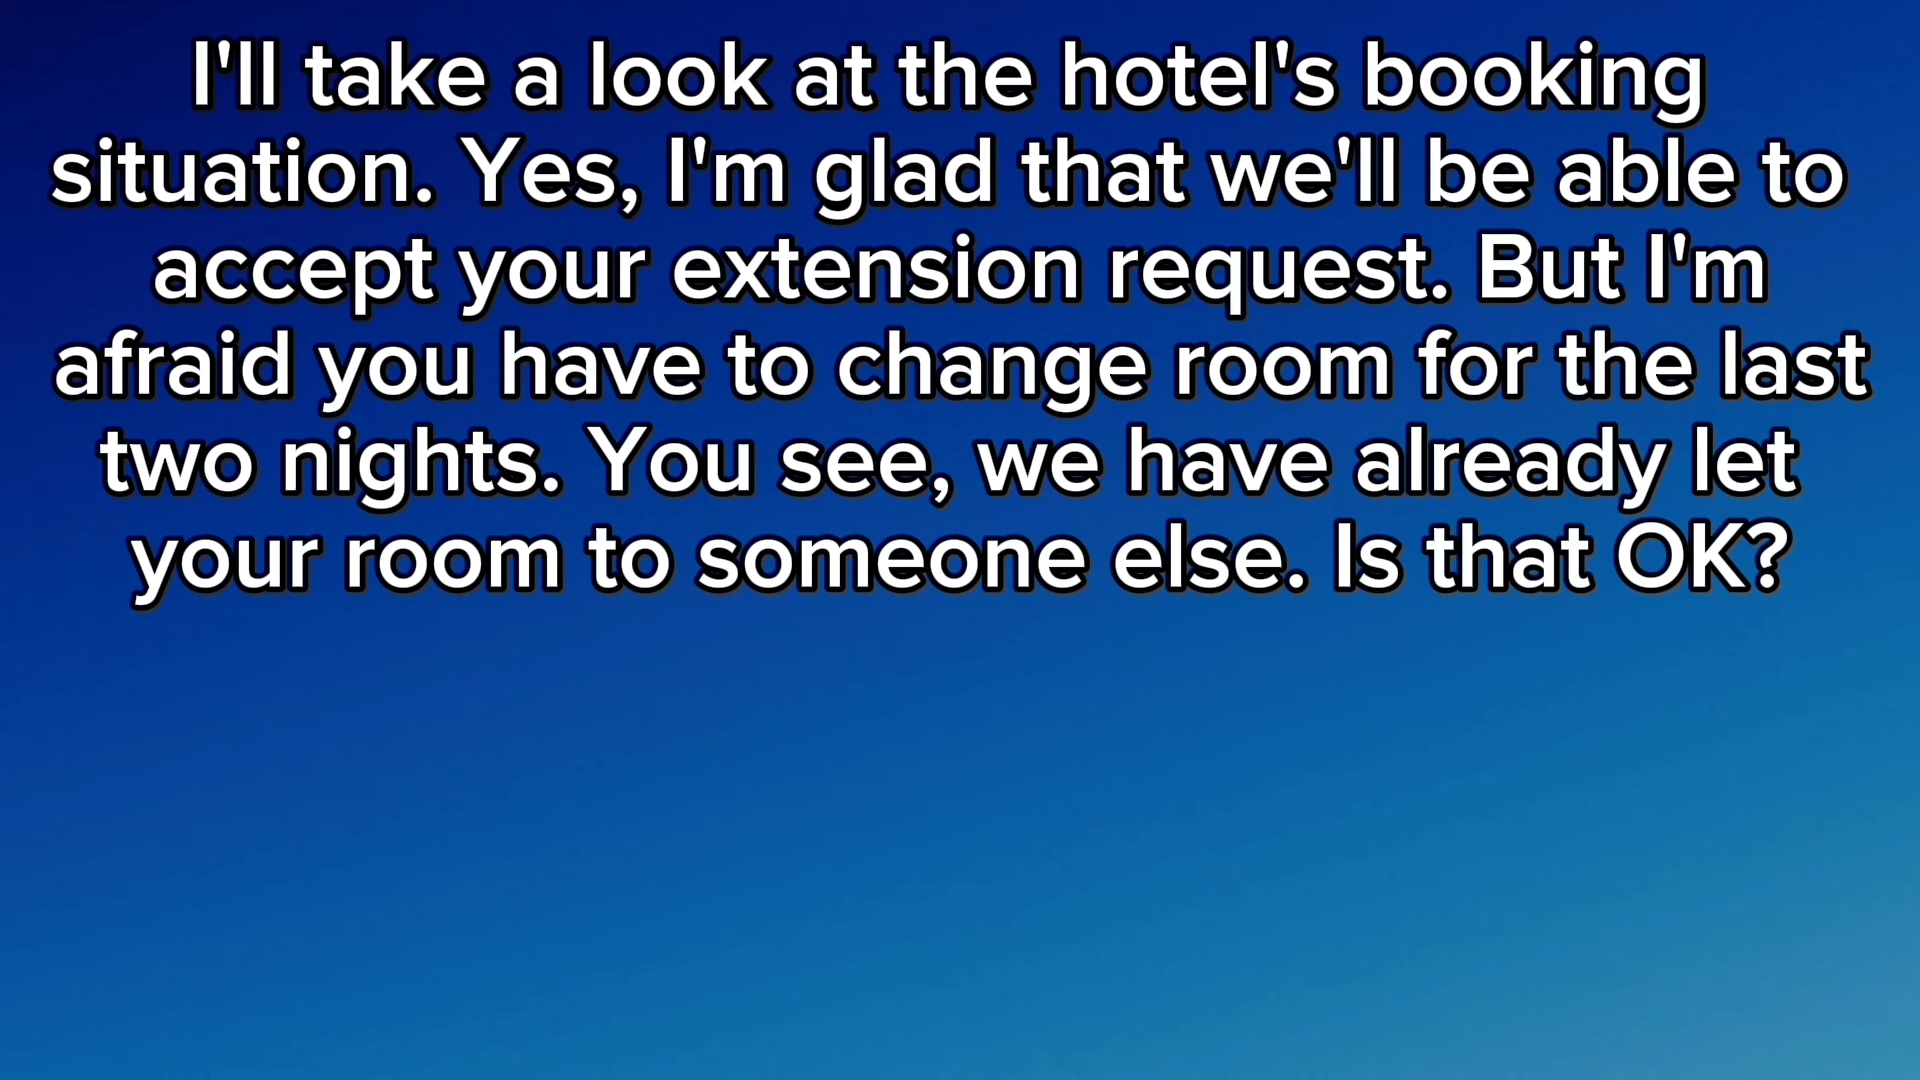 I'll take a look at the hotel's booking
situation. Yes, I'm glad that we'll be able to
accept your extension request. But I'm
afraid you have to change room for the last
two nights. You see, we have already let
your room to someone else. Is that OK?